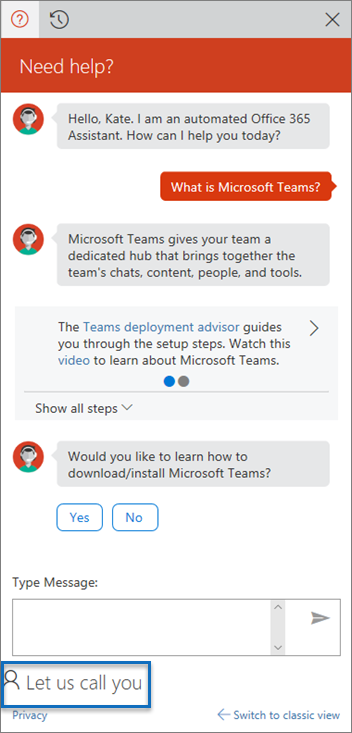 Need help?
Hello, Kate. I am an automated Office 365
Assistant. How can I help you today?
What is Microsoft Teams?
Microsoft Teams gives your team a
dedicated hub that brings together the
team's chats, content, people, and tools.
The Teams deployment advisor guides
you through the setup steps. Watch this
video to learn about Microsoft Teams.
Show all steps
Would you like to learn how to
download/install Microsoft Teams?
Yes
No
Type Message:
Let us call you
Privacy
Switch to classic view